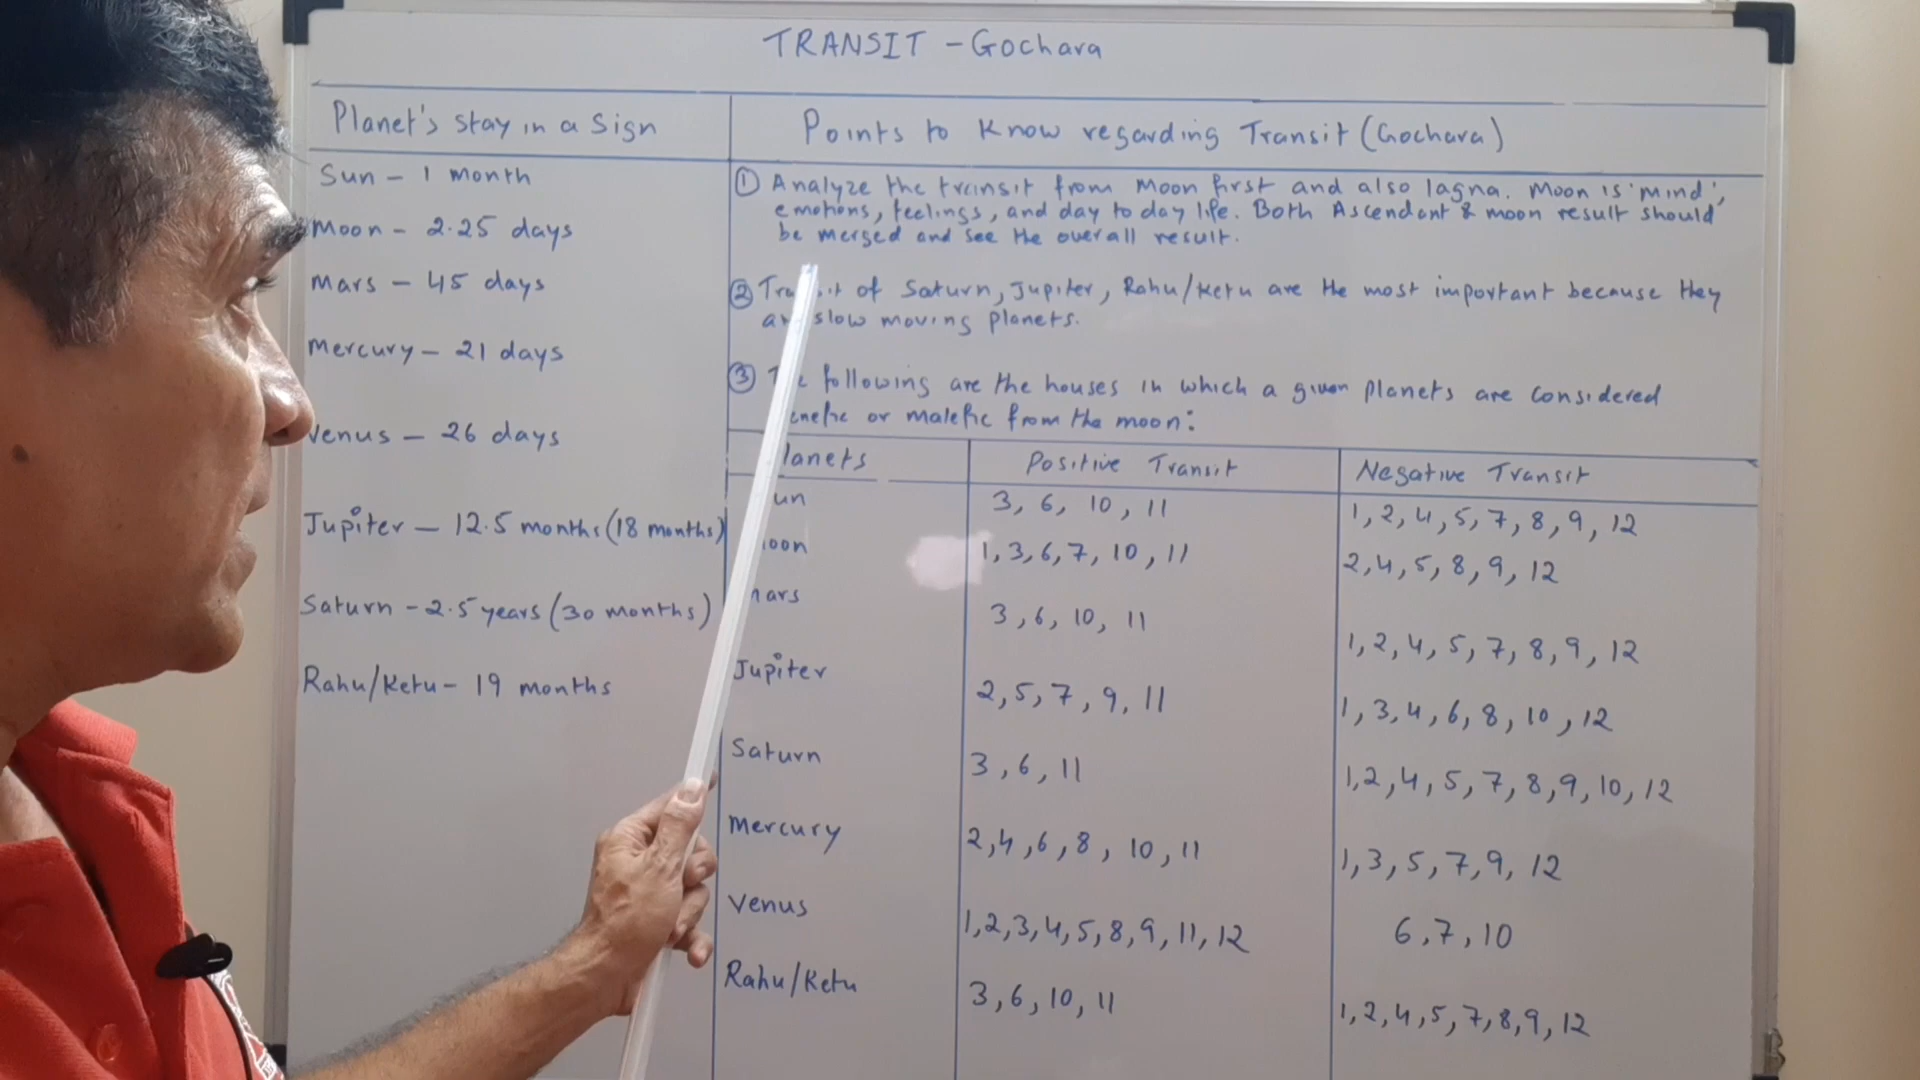 TRANSIT - Gochara
Planet's stay in a Sign
Sun - 1 month
Moon - 2.25 days
Mars - 45 days
Mercury - 21 days
Venus - 26 days
Jupiter - 12.5 months (18 months)
Saturn - 2.5 years (30 months)
Rahu/Ketu - 19 months
Points to Know regarding Transit (Gochara)
① Analyze the transit from Moon first and also lagna. Moon is 'mind',
emotions, feelings, and day to day life. Both Ascendant & moon result should
be merged and see the overall result.
② of Saturn, Jupiter, Rahu/Ketu are the most important because they
slow moving planets.
③ following are the houses in which a given planets are considered
or malefic from the moon:
lanets Positive Transit Negative Transit
un 3, 6, 10, 11 1, 2, 4, 5, 7, 8, 9, 12
oon 1, 3, 6, 7, 10, 11 2, 4, 5, 8, 9, 12
ars 3, 6, 10, 11 1, 2, 4, 5, 7, 8, 9, 12
Jupiter 2, 5, 7, 9, 11 1, 3, 4, 6, 8, 10, 12
Saturn 3, 6, 11 1, 2, 4, 5, 7, 8, 9, 10, 12
Mercury 2, 4, 6, 8, 10, 11 1, 3, 5, 7, 9, 12
Venus 1, 2, 3, 4, 5, 8, 9, 11, 12 6, 7, 10
Rahu/Ketu 3, 6, 10, 11 1, 2, 4, 5, 7, 8, 9, 12